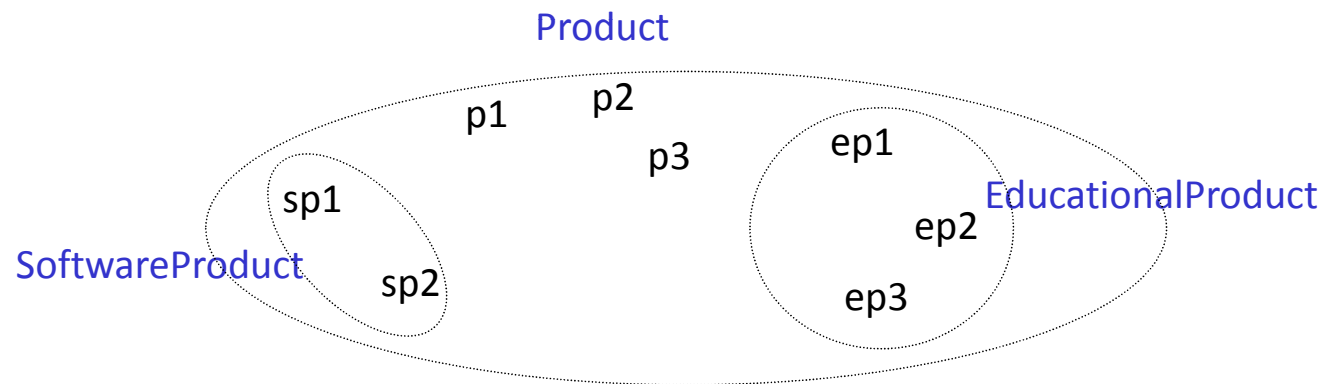 Product
p1
p2
p3
ep1
sp1
EducationalProduct
ep2
SoftwareProduct
sp2
ep3